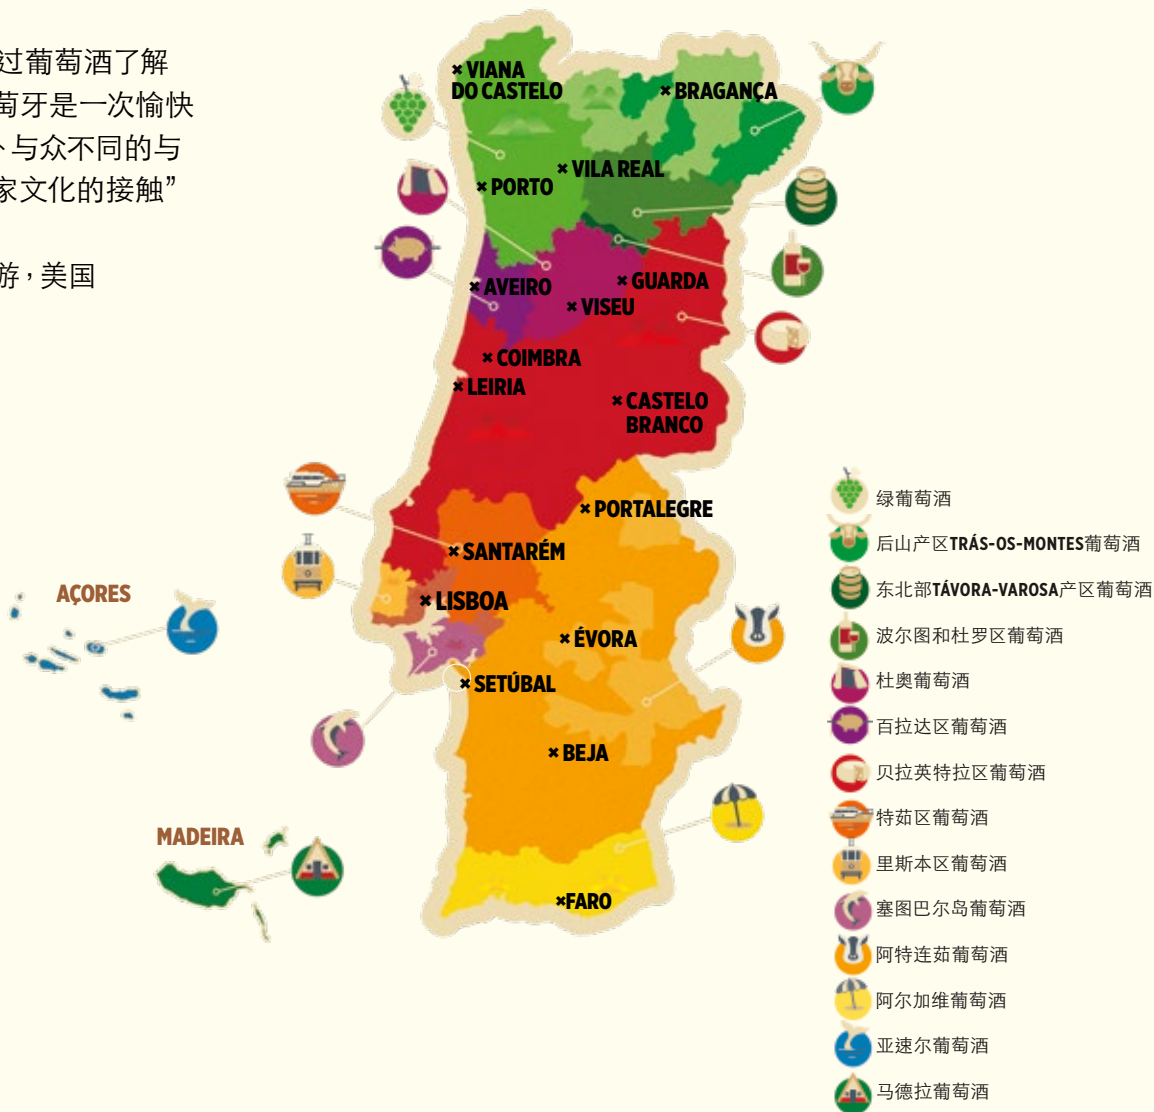 过葡萄酒了解
萄牙是一次愉快
、与众不同的与
家文化的接触”
游，美国
VIANA
DO CASTELO
BRAGANÇA
VILA REAL
PORTO
GUARDA
AVEIRO
VISEU
COIMBRA
LEIRIA
CASTELO
BRANCO
PORTALEGRE
SANTARÉM
LISBOA
ÉVORA
SETÚBAL
BEJA
FARO
AÇORES
MADEIRA
绿葡萄酒
后山产区TRÁS-OS-MONTES葡萄酒
东北部TÁVORA-VAROSA产区葡萄酒
波尔图和杜罗区葡萄酒
杜奥葡萄酒
百拉达区葡萄酒
贝拉英特拉区葡萄酒
特茹区葡萄酒
里斯本区葡萄酒
塞图巴尔岛葡萄酒
阿特连茹葡萄酒
阿尔加维葡萄酒
亚速尔葡萄酒
马德拉葡萄酒